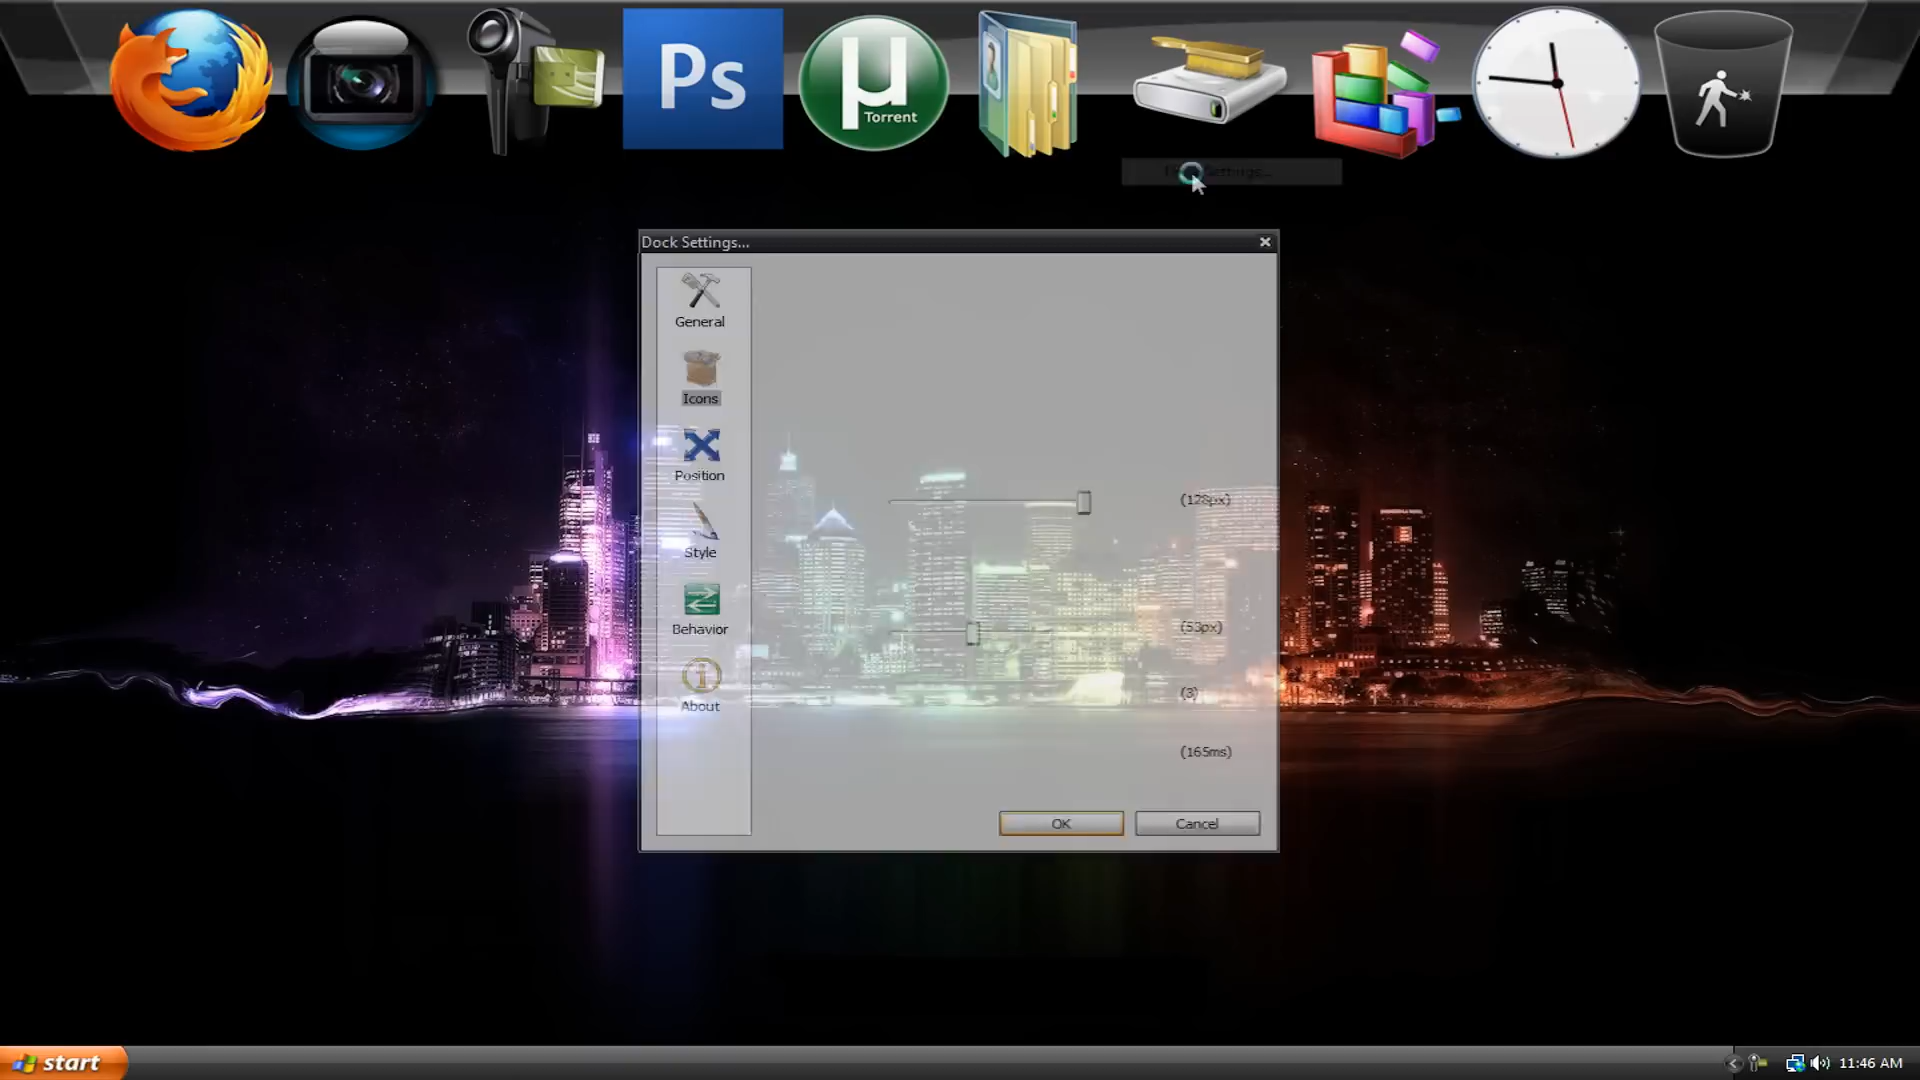 Ps
µ
Torrent
Settings...
Dock Settings...
General
Icons
(128px)
Position
Style
(53px)
Behavior
(3)
About
(165ms)
OK
Cancel
start
11:46 AM